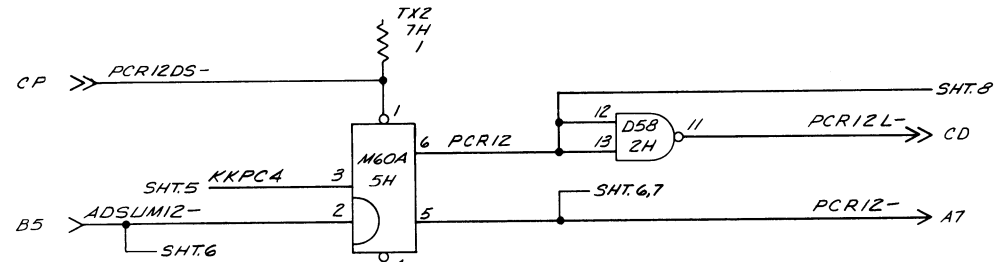 TX2
7H
1
CP PCR12DS-
1
SHT.8
12 D58 11 PCR12L-
M60A 6 PCR12 13 2H CD
5H
SHT.5 KKPC4 3
SHT.6,7
B5 ADSUM12- 2 5 PCR12- A7
SHT.6